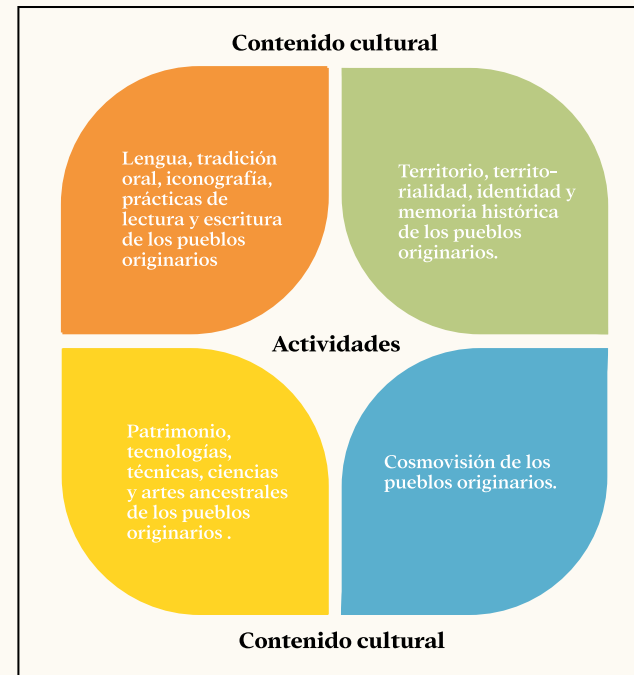 Contenido cultural
Lengua, tradición
oral, iconografía,
prácticas de
lectura y escritura
de los pueblos
originarios
Territorio, territo-
rialidad, identidad y
memoria histórica
de los pueblos
originarios.
Actividades
Patrimonio,
tecnologías,
técnicas, ciencias
y artes ancestrales
de los pueblos
originarios .
Cosmovisión de los
pueblos originarios.
Contenido cultural